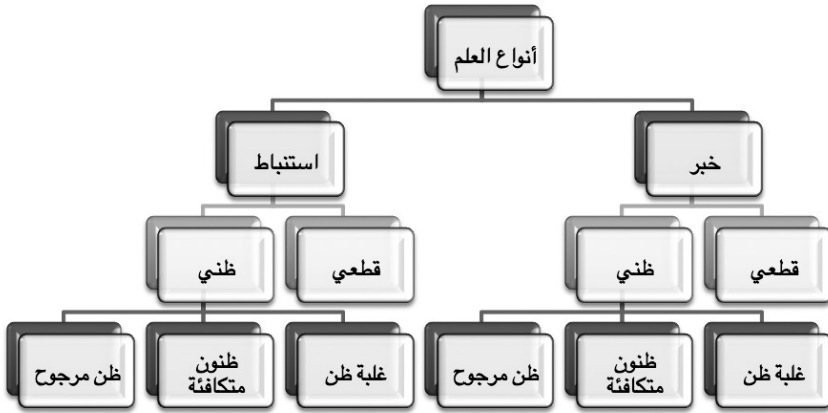 أنواع العلم
خبر
استنباط
قطعي
ظني
قطعي
ظني
غلبة ظن
ظنون
متكافئة
ظن مرجوح
غلبة ظن
ظنون
متكافئة
ظن مرجوح